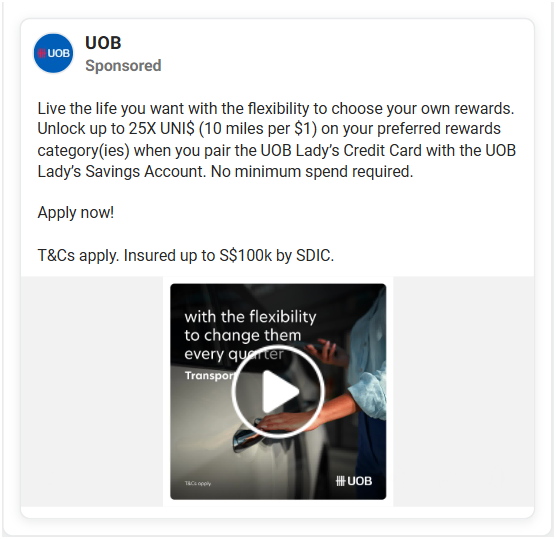 UOB
UOB
Sponsored
Live the life you want with the flexibility to choose your own rewards.
Unlock up to 25X UNI$ (10 miles per $1) on your preferred rewards
category(ies) when you pair the UOB Lady’s Credit Card with the UOB
Lady’s Savings Account. No minimum spend required.
Apply now!
T&Cs apply. Insured up to S$100k by SDIC.
with the flexibility
to change them
every quarter
Transport
T&Cs apply
UOB